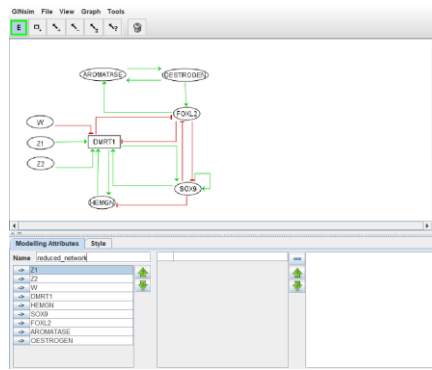 GINsim File View Graph Tools
E
AROMATASE
OESTROGEN
FOXL2
W
Z1
DMRT1
Z2
SOX9
HEMGN
Modelling Attributes Style
Name reduced_network
Z1
Z2
W
DMRT1
HEMGN
SOX9
FOXL2
AROMATASE
OESTROGEN